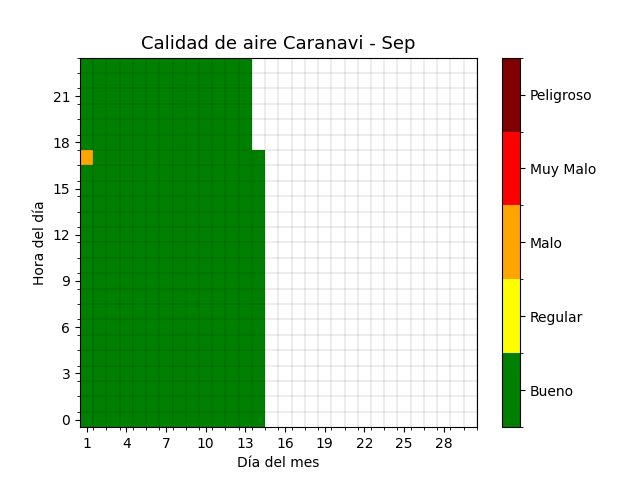 Calidad de aire Caranavi - Sep
Hora del día
21
18
15
12
9
6
3
0
1 4 7 10 13 16 19 22 25 28
Día del mes
Peligroso
Muy Malo
Malo
Regular
Bueno